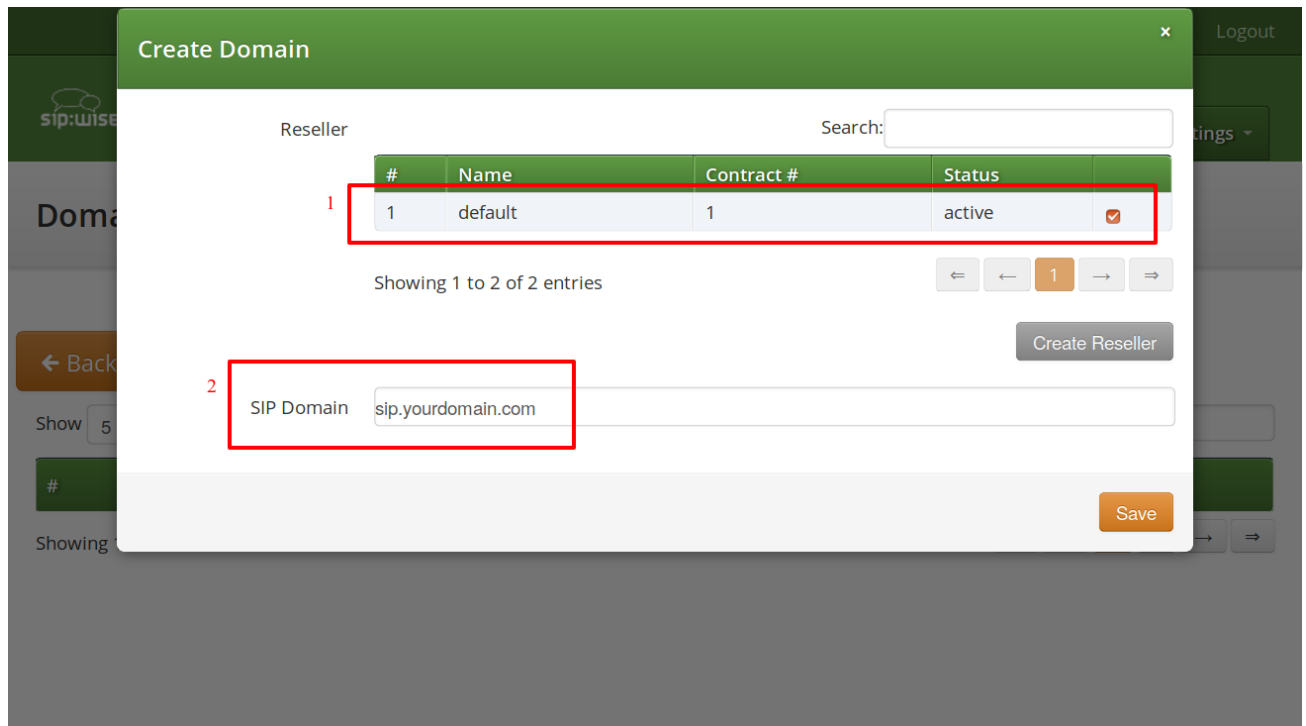 Create Domain
×
Logout
sip:wise
tings
Reseller
Search:
# Name Contract # Status
1
1 default 1 active
Doma
Showing 1 to 2 of 2 entries
⇐ ← 1 → ⇒
Create Reseller
← Back
2
SIP Domain sip.yourdomain.com
Show 5
#
Save
Showing
→ ⇒